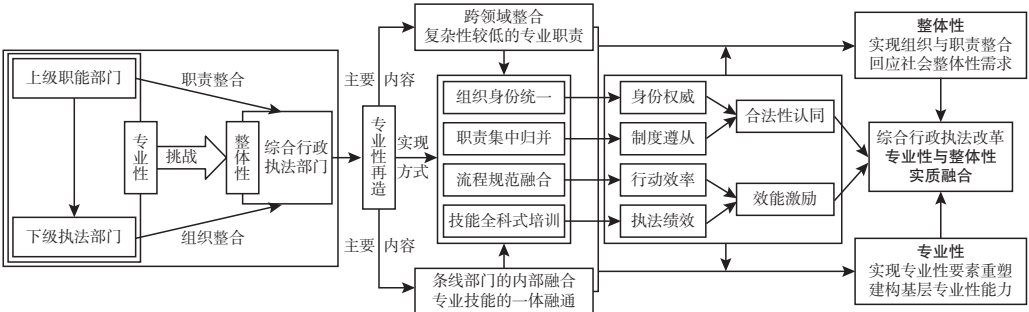 上级职能部门
下级执法部门
专业性
挑战
整体性
职责整合
组织整合
综合行政
执法部门
主要 内容
专业性再造
主要 内容
实现
方式
跨领域整合
复杂性较低的专业职责
组织身份统一
职责集中归并
流程规范融合
技能全科式培训
条线部门的内部融合
专业技能的一体融通
身份权威
制度遵从
行动效率
执法绩效
合法性认同
效能激励
整体性
实现组织与职责整合
回应社会整体性需求
综合行政执法改革
专业性与整体性
实质融合
专业性
实现专业性要素重塑
建构基层专业性能力